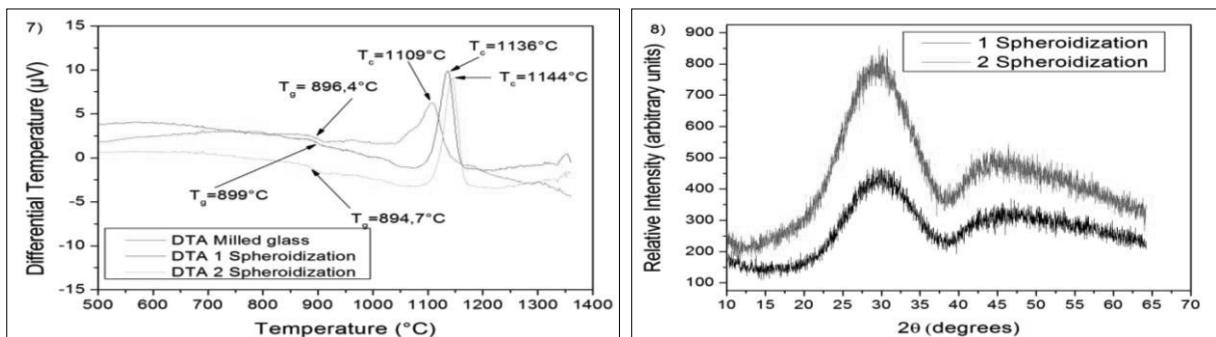 7)
T_c=1136°C
T_c=1109°C
T_c=1144°C
T_g= 896,4°C
T_g=899°C
T_g=894,7°C
Differential Temperature (µV)
15
10
5
0
-5
-10
-15
DTA Milled glass
DTA 1 Spheroidization
DTA 2 Spheroidization
500 600 700 800 900 1000 1100 1200 1300 1400
Temperature (°C)
8)
1 Spheroidization
2 Spheroidization
Relative Intensity (arbitrary units)
900
800
700
600
500
400
300
200
100
10 15 20 25 30 35 40 45 50 55 60 65 70
2θ (degrees)